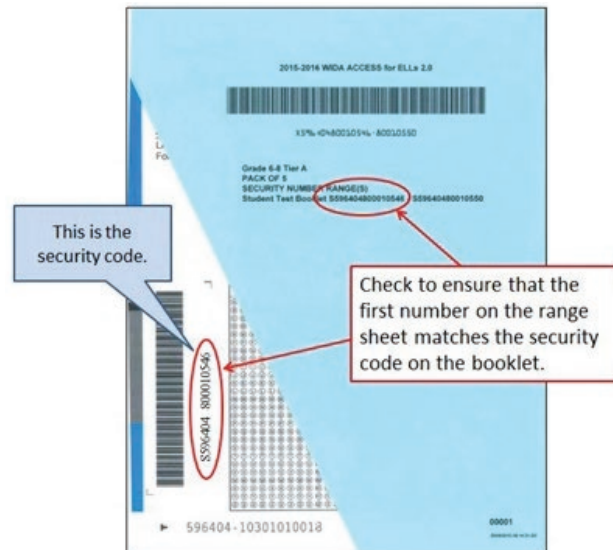 2015-2016 WIDA ACCESS for ELLs 2.0
Grade 6-8 Tier A
PACK OF 5
SECURITY NUMBER RANGE(S)
Student Test Booklet S596404800010546 S596404800010550
This is the
security code.
Check to ensure that the
first number on the range
sheet matches the security
code on the booklet.
S596404 800010546
596404-10301010018
00001